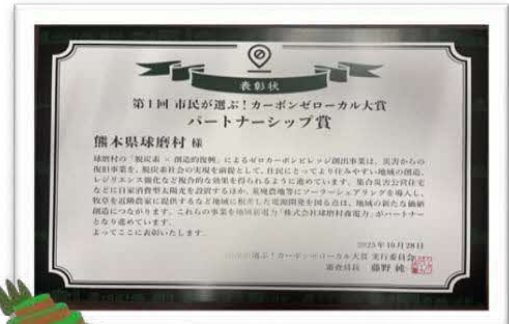 表彰状
第1回 市民が選ぶ!カーボンゼローカル大賞
パートナーシップ賞
熊本県球磨村 様
球磨村の「脱炭素 × 創造的復興」によるゼロカーボンビレッジ創出事業は、災害からの
復旧事業を、脱炭素社会の実現を前提として、住民にとってより住みやすい地域の創造、
レジリエンス強化など複合的な効果を得られるように進めています。集合災害公営住宅
などに自家消費型太陽光を設置するほか、荒廃農地等にソーラーシェアリングを導入し、
牧草を近隣農家に提供するなど地域に根差した電源開発を図る点は、地域の新たな価値
創造につながります。これらの事業を地域新電力「株式会社球磨村森電力」がパートナー
となり進めています。
よってここに表彰いたします。
2025年10月28日
市民が選ぶ!カーボンゼローカル大賞 実行委員会
審査員長 藤野 純一